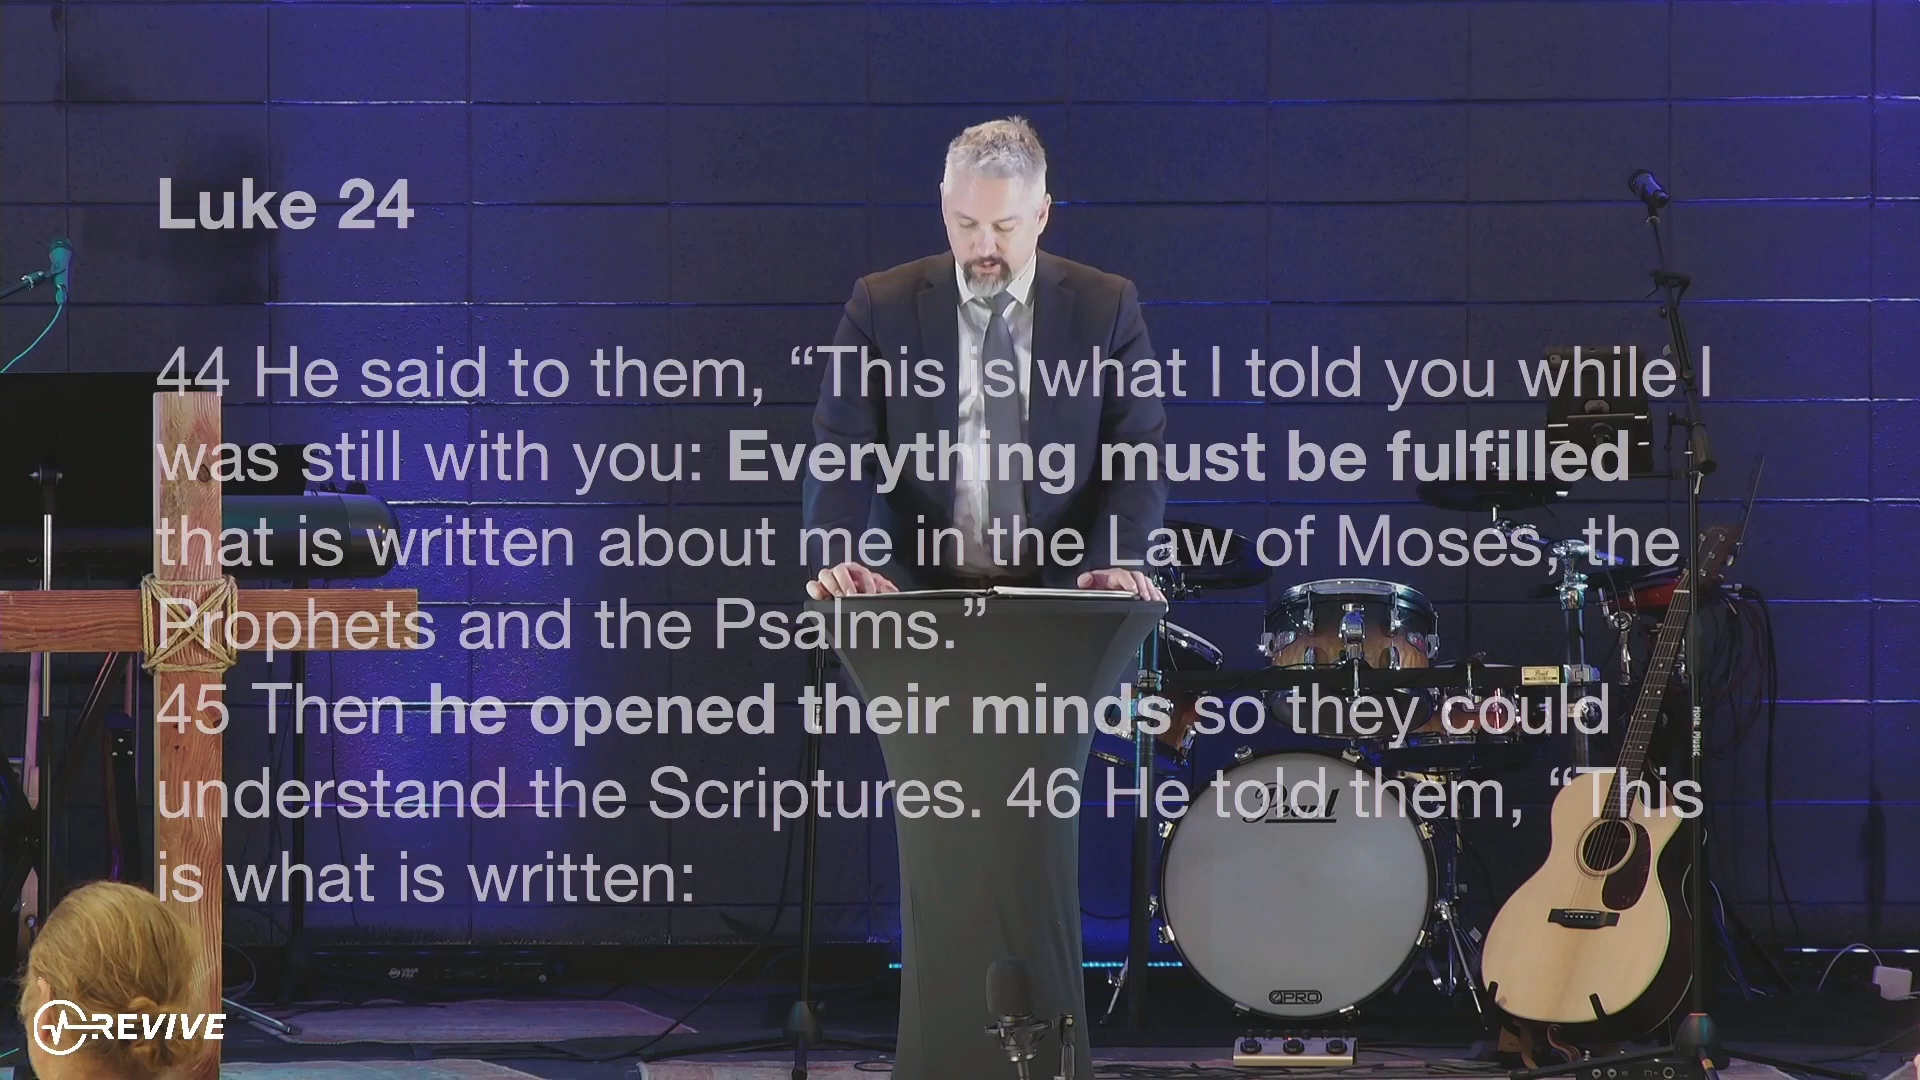 Luke 24
44 He said to them, “This is what I told you while I
was still with you: Everything must be fulfilled
that is written about me in the Law of Moses, the
Prophets and the Psalms.”
45 Then he opened their minds so they could
understand the Scriptures. 46 He told them, “This
is what is written:
Pearl
PRO
REVIVE